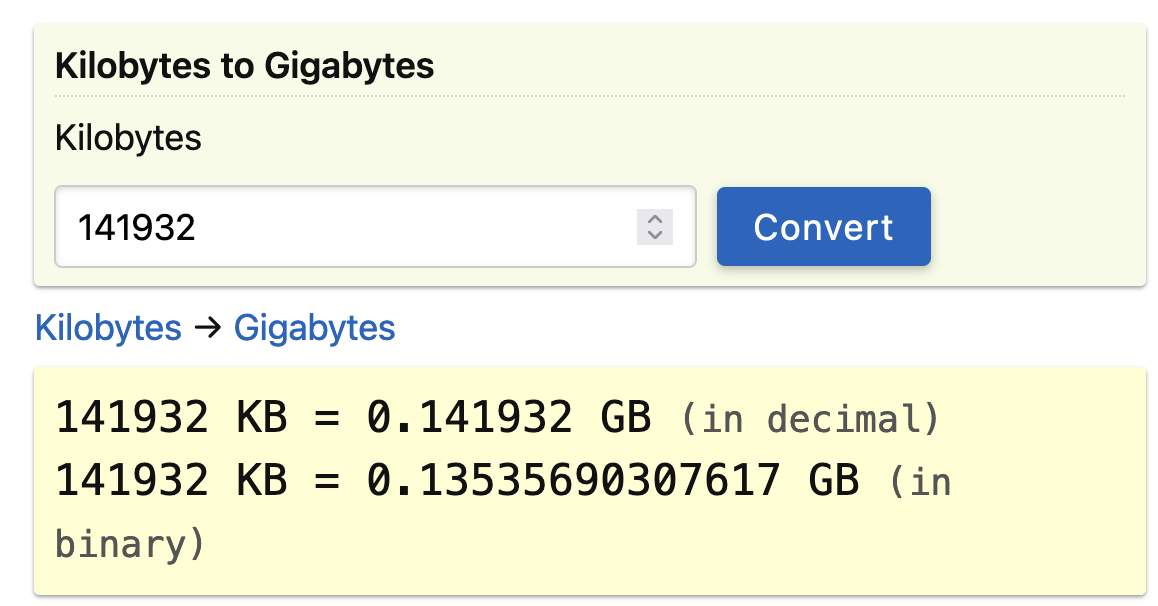 Kilobytes to Gigabytes
Kilobytes
141932
Convert
Kilobytes → Gigabytes
141932 KB = 0.141932 GB (in decimal)
141932 KB = 0.13535690307617 GB (in
binary)